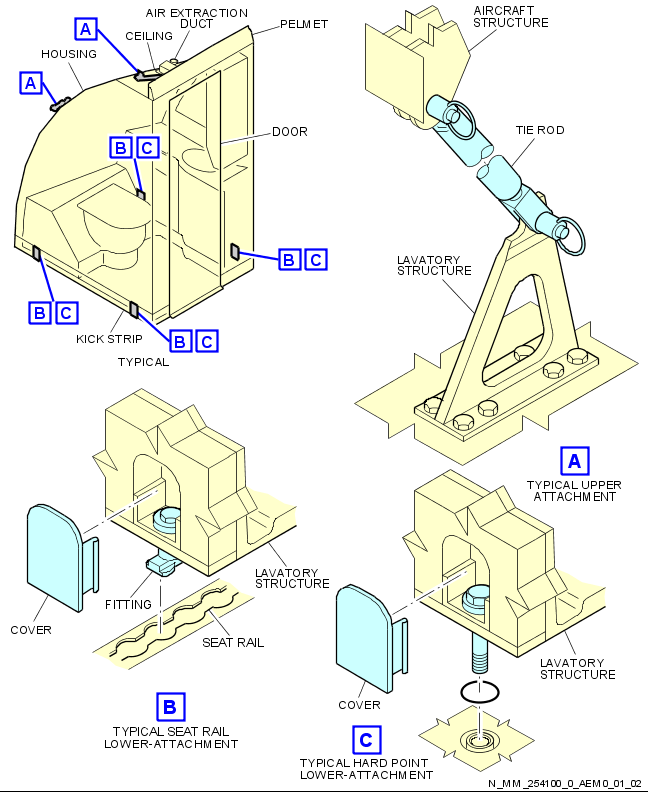 AIR EXTRACTION
DUCT
PELMET
A
CEILING
HOUSING
A
DOOR
B C
B C
B C
B C
KICK STRIP
TYPICAL
AIRCRAFT
STRUCTURE
TIE ROD
LAVATORY
STRUCTURE
A
TYPICAL UPPER
ATTACHMENT
LAVATORY
STRUCTURE
FITTING
COVER
SEAT RAIL
B
TYPICAL SEAT RAIL
LOWER-ATTACHMENT
LAVATORY
STRUCTURE
COVER
C
TYPICAL HARD POINT
LOWER-ATTACHMENT
N_MM_254100_0_AEM0_01_02